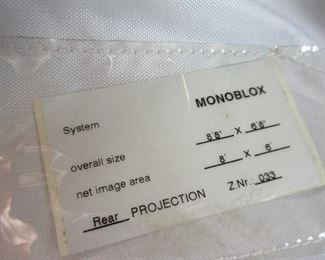 System MONOBLOX
overall size 8'8" X 6'8"
net image area 8' X 6'
Rear PROJECTION Z Nr.: 033